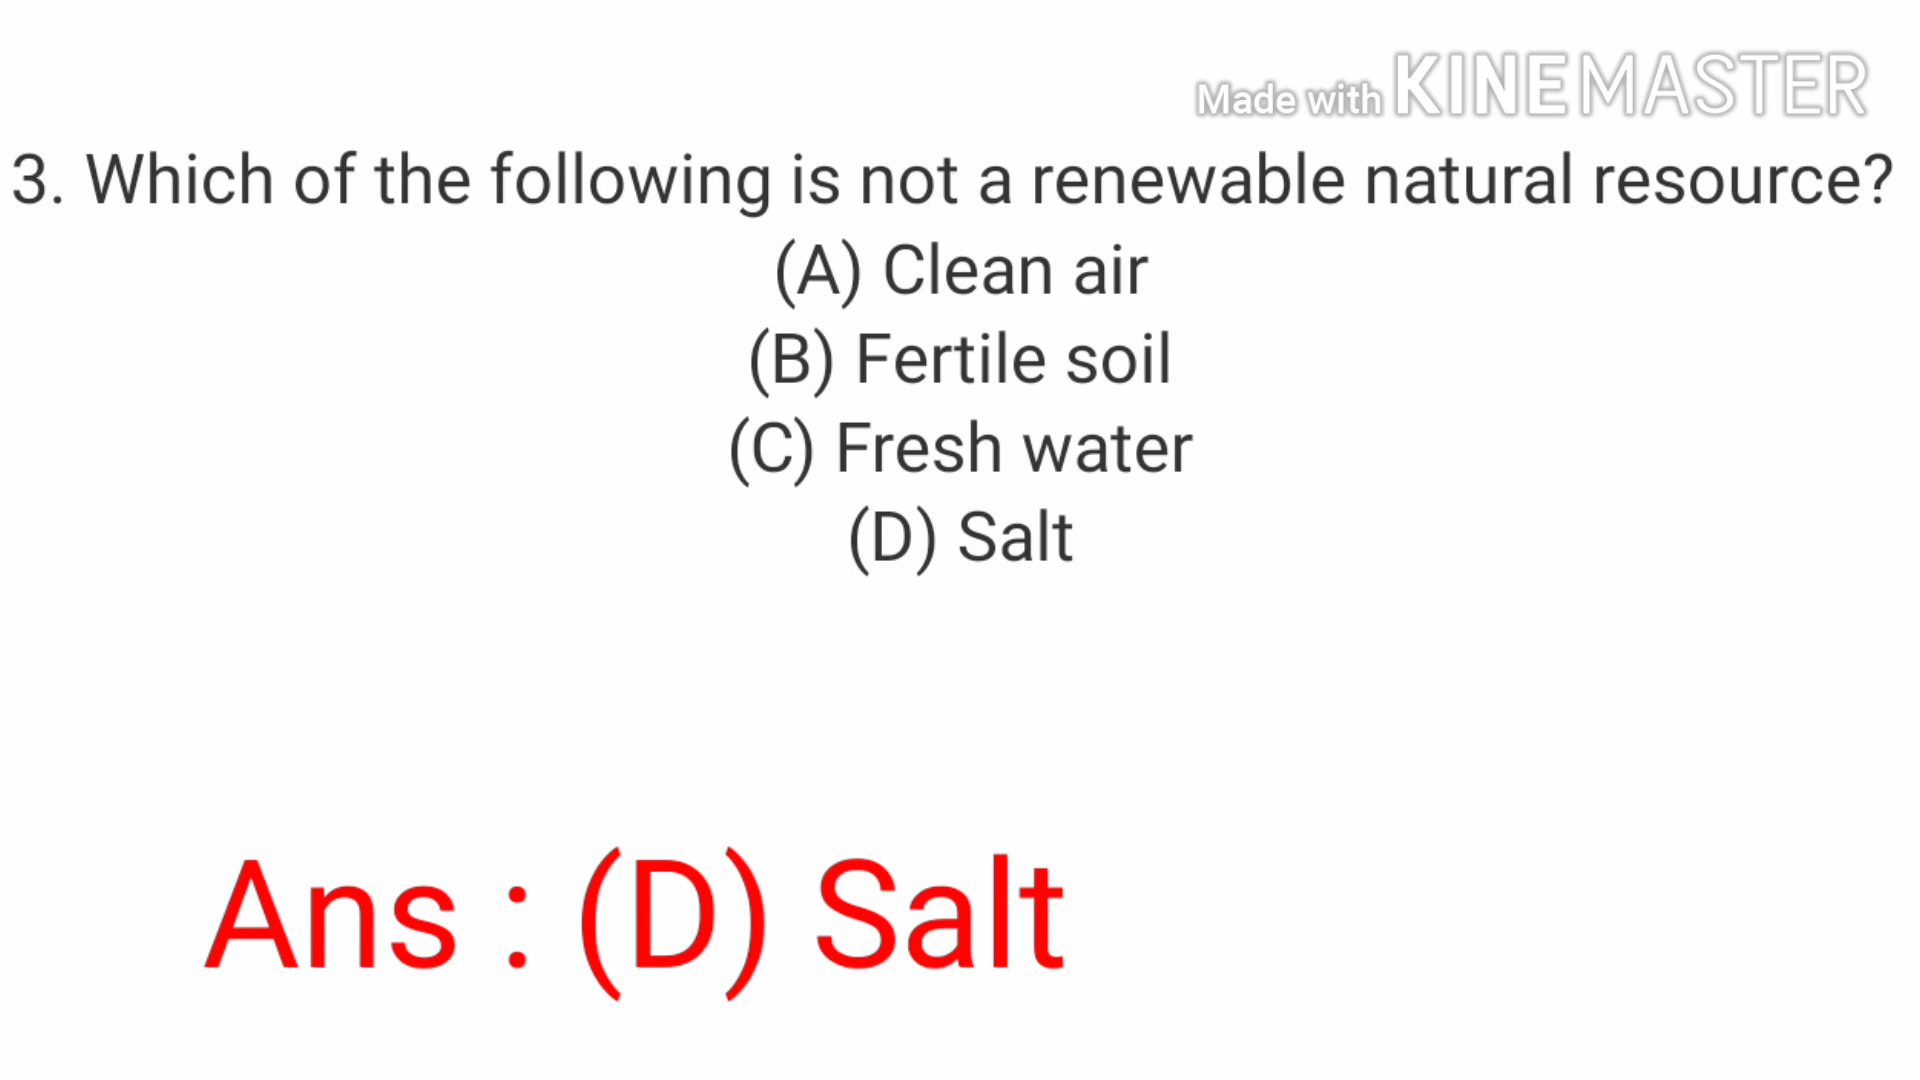 Made with KINEMASTER
3. Which of the following is not a renewable natural resource?
(A) Clean air
(B) Fertile soil
(C) Fresh water
(D) Salt
Ans : (D) Salt